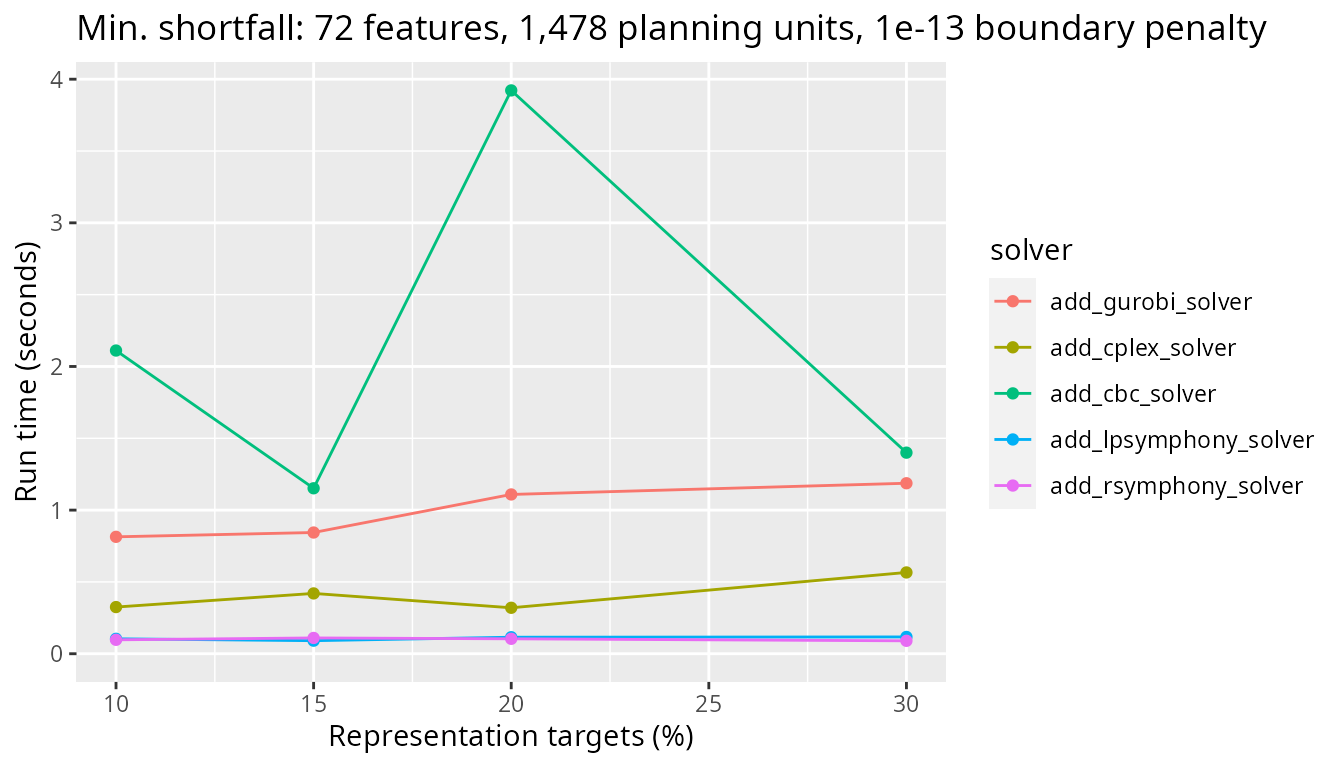 Min. shortfall: 72 features, 1,478 planning units, 1e-13 boundary penalty
4
3
2
1
0
Run time (seconds)
10 15 20 25 30
Representation targets (%)
solver
add_gurobi_solver
add_cplex_solver
add_cbc_solver
add_lpsymphony_solver
add_rsymphony_solver